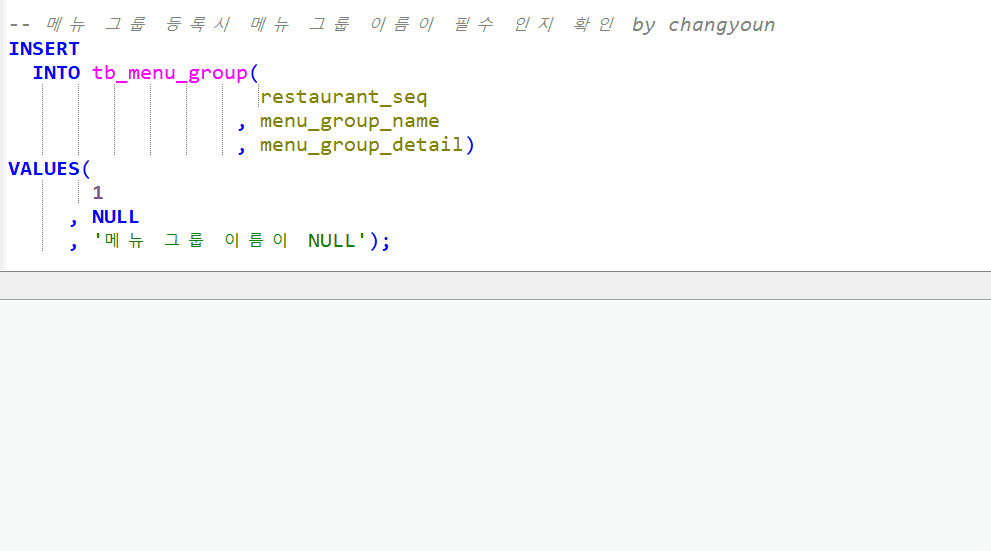 -- 메뉴 그룹 등록시 메뉴 그룹 이름이 필수 인지 확인 by changyoun
INSERT
INTO tb_menu_group(
restaurant_seq
, menu_group_name
, menu_group_detail)
VALUES(
1
, NULL
, '메뉴 그룹 이름이 NULL');